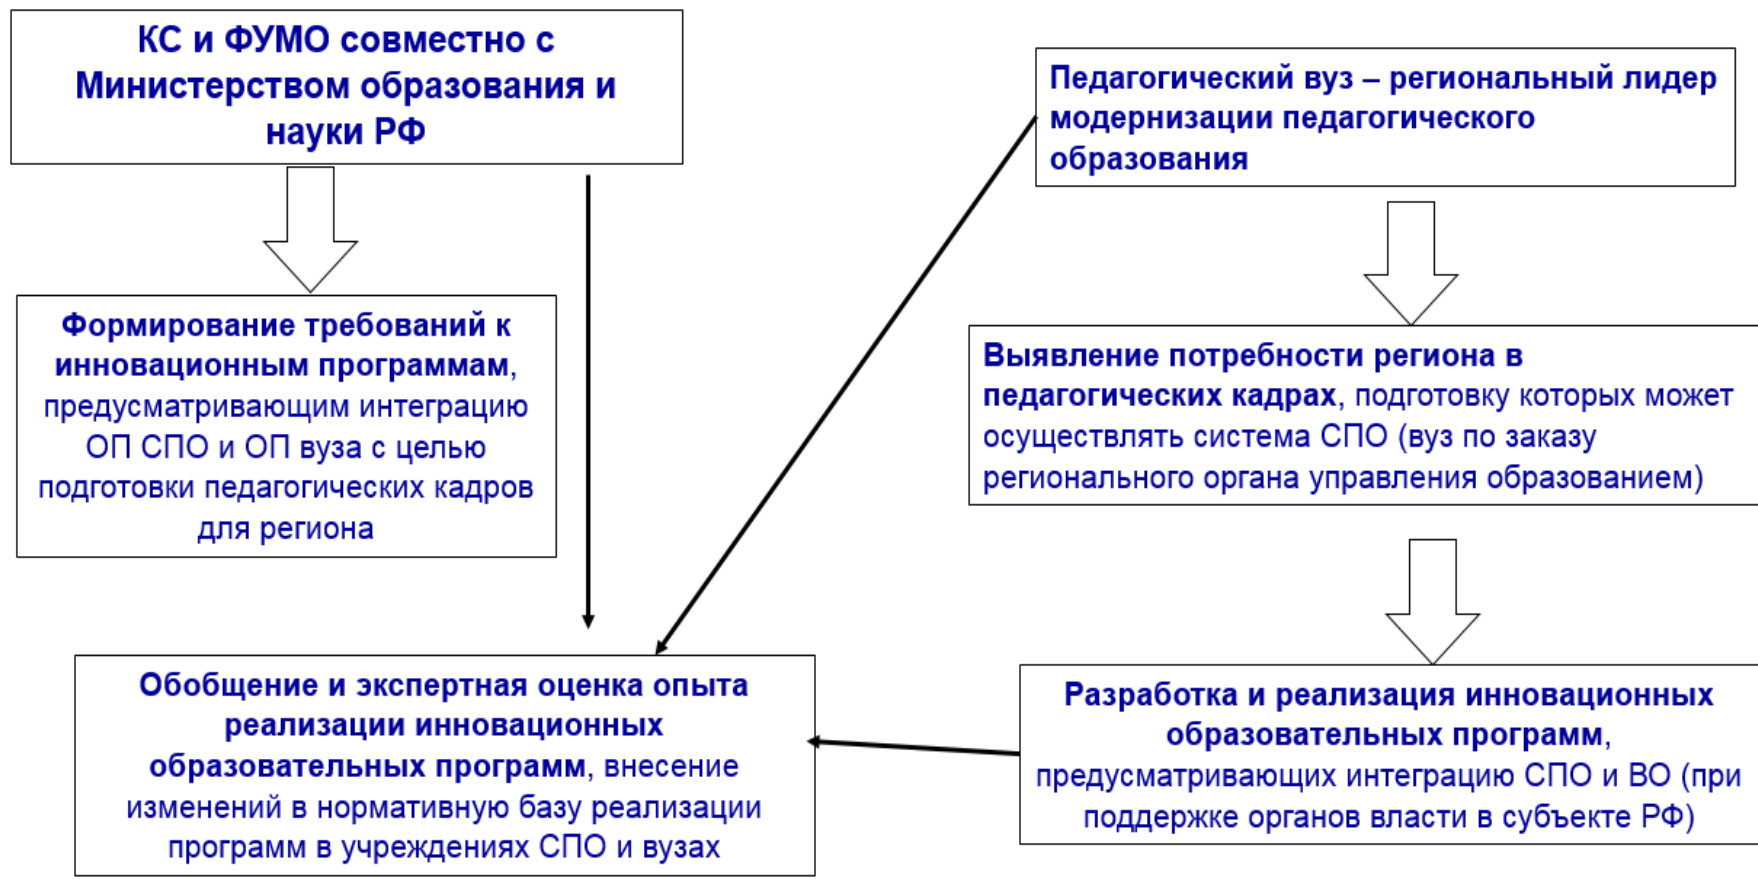 КС и ФУМО совместно с
Министерством образования и
науки РФ
Педагогический вуз – региональный лидер
модернизации педагогического
образования
Формирование требований к
инновационным программам,
предусматривающим интеграцию
ОП СПО и ОП вуза с целью
подготовки педагогических кадров
для региона
Выявление потребности региона в
педагогических кадрах, подготовку которых может
осуществлять система СПО (вуз по заказу
регионального органа управления образованием)
Обобщение и экспертная оценка опыта
реализации инновационных
образовательных программ, внесение
изменений в нормативную базу реализации
программ в учреждениях СПО и вузах
Разработка и реализация инновационных
образовательных программ,
предусматривающих интеграцию СПО и ВО (при
поддержке органов власти в субъекте РФ)